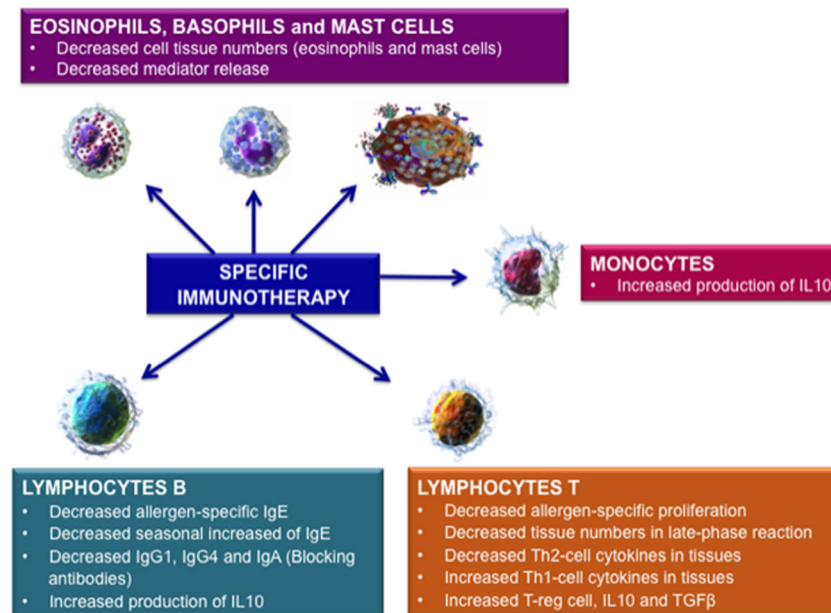 EOSINOPHILS, BASOPHILS and MAST CELLS
• Decreased cell tissue numbers (eosinophils and mast cells)
• Decreased mediator release
SPECIFIC
IMMUNOTHERAPY
MONOCYTES
• Increased production of IL10
LYMPHOCYTES B
• Decreased allergen-specific IgE
• Decreased seasonal increased of IgE
• Decreased IgG1, IgG4 and IgA (Blocking
antibodies)
• Increased production of IL10
LYMPHOCYTES T
• Decreased allergen-specific proliferation
• Decreased tissue numbers in late-phase reaction
• Decreased Th2-cell cytokines in tissues
• Increased Th1-cell cytokines in tissues
• Increased T-reg cell, IL10 and TGFβ